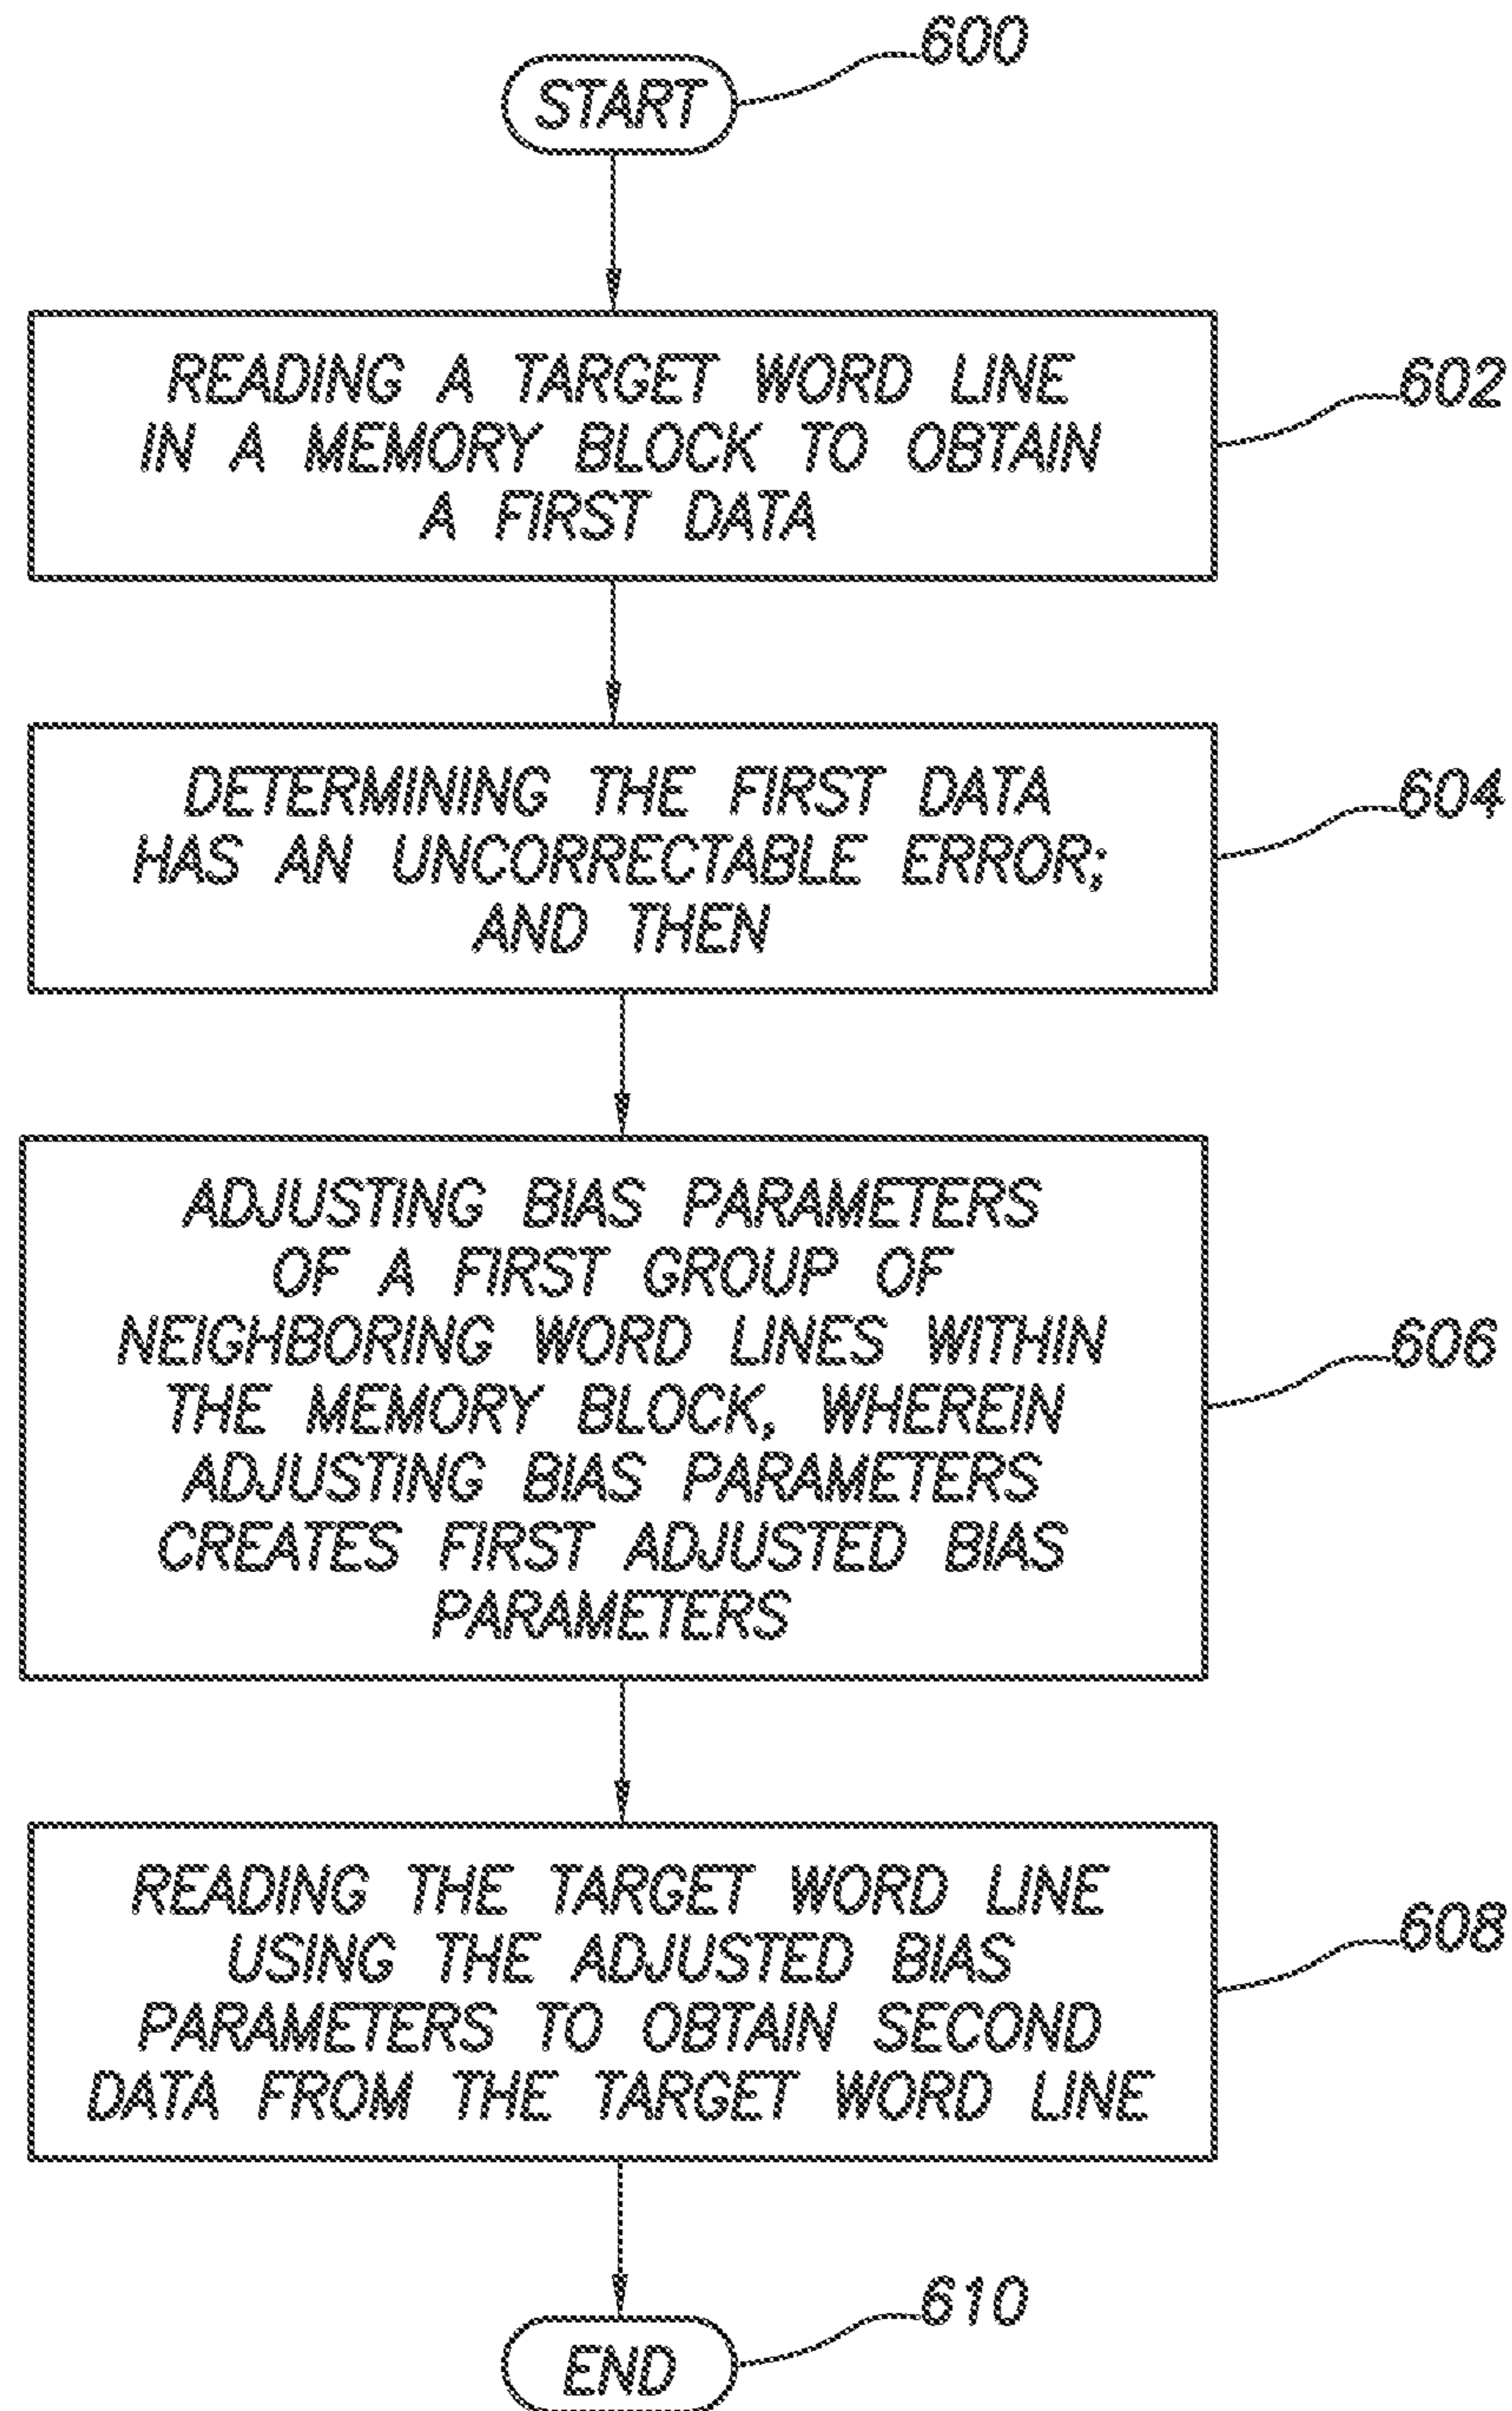 600
START
READING A TARGET WORD LINE
IN A MEMORY BLOCK TO OBTAIN
A FIRST DATA
602
DETERMINING THE FIRST DATA
HAS AN UNCORRECTABLE ERROR;
AND THEN
604
ADJUSTING BIAS PARAMETERS
OF A FIRST GROUP OF
NEIGHBORING WORD LINES WITHIN
THE MEMORY BLOCK, WHEREIN
ADJUSTING BIAS PARAMETERS
CREATES FIRST ADJUSTED BIAS
PARAMETERS
606
READING THE TARGET WORD LINE
USING THE ADJUSTED BIAS
PARAMETERS TO OBTAIN SECOND
DATA FROM THE TARGET WORD LINE
608
610
END